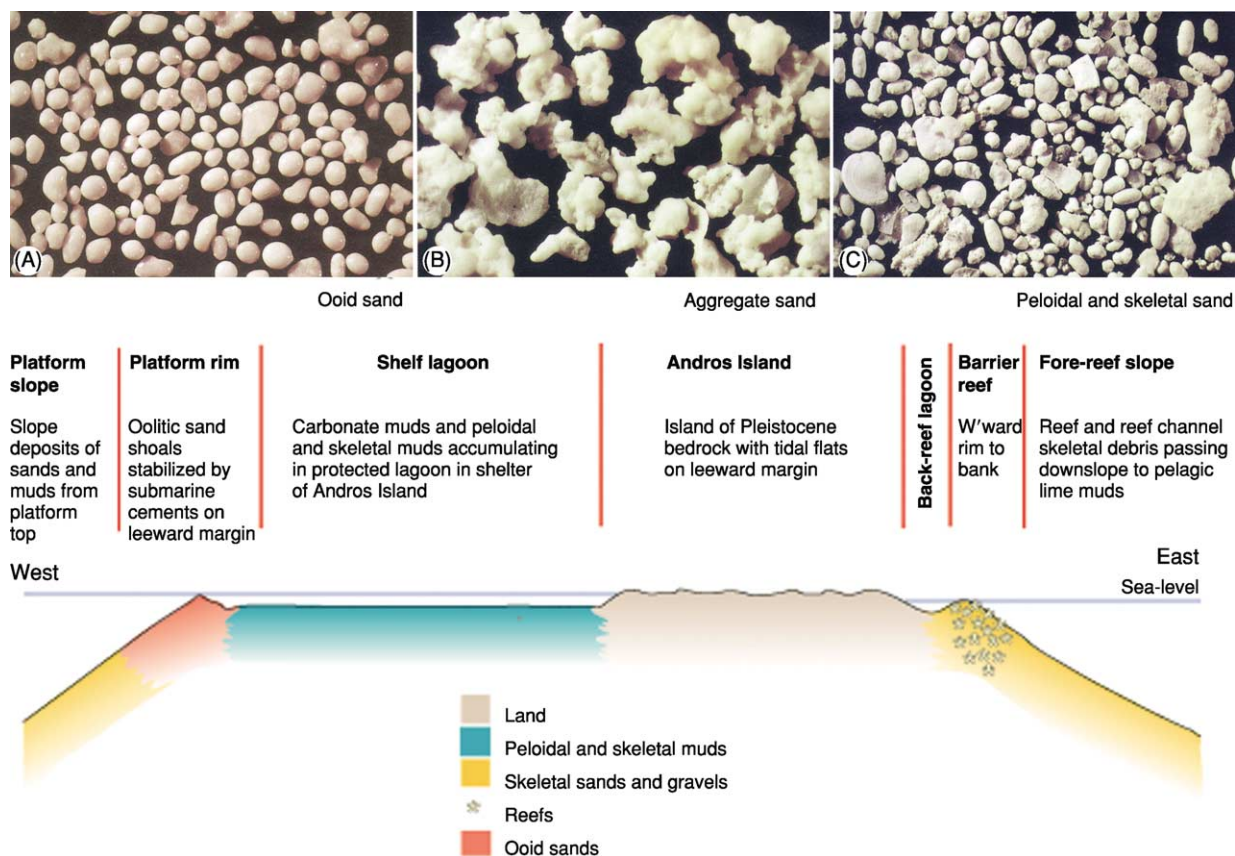 (A)
(B)
(C)
Ooid sand
Aggregate sand
Peloidal and skeletal sand
Platform
slope
Slope
deposits of
sands and
muds from
platform
top
Platform rim
Oolitic sand
shoals
stabilized by
submarine
cements on
leeward margin
Shelf lagoon
Carbonate muds and peloidal
and skeletal muds accumulating
in protected lagoon in shelter
of Andros Island
Andros Island
Island of Pleistocene
bedrock with tidal flats
on leeward margin
Back-reef lagoon
Barrier
reef
W'ward
rim to
bank
Fore-reef slope
Reef and reef channel
skeletal debris passing
downslope to pelagic
lime muds
West
East
Sea-level
Land
Peloidal and skeletal muds
Skeletal sands and gravels
Reefs
Ooid sands